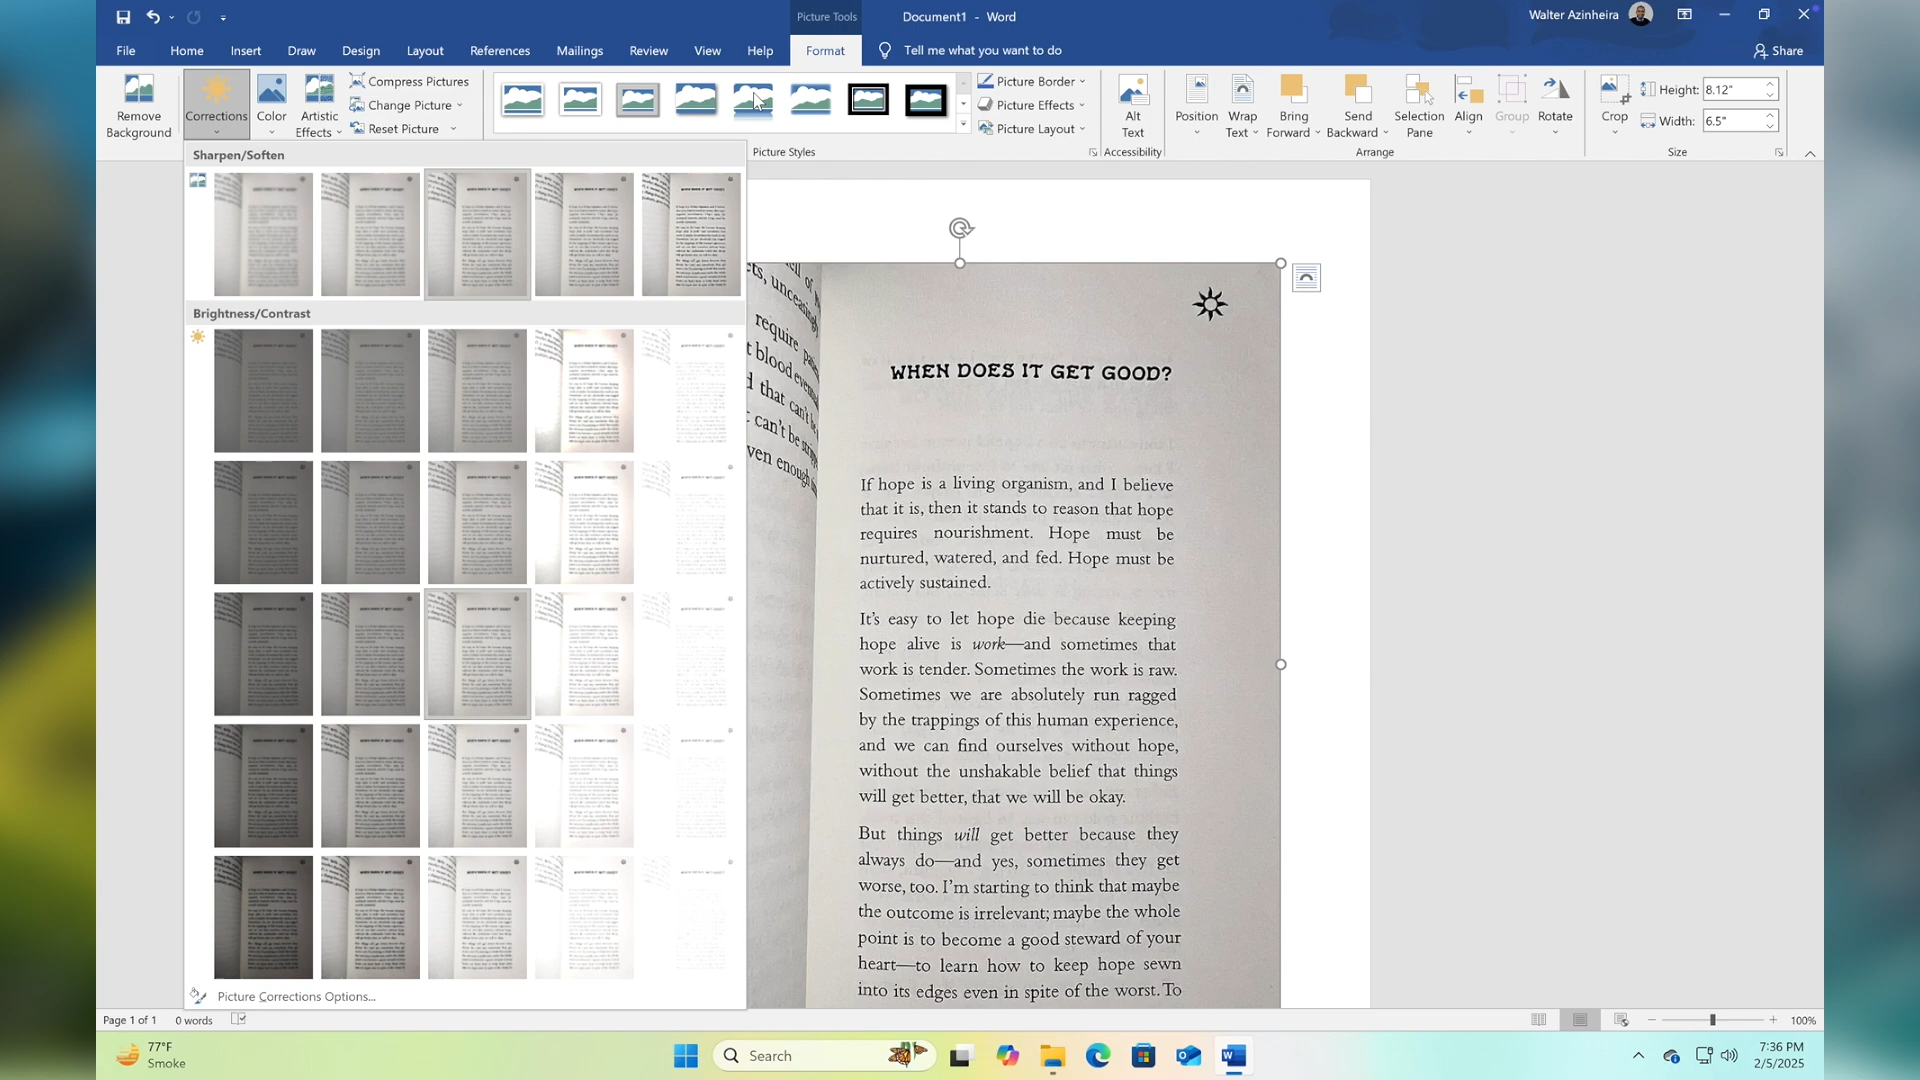 Picture Tools
Document1 - Word
Walter Azinheira
File Home Insert Draw Design Layout References Mailings Review View Help Format Tell me what you want to do Share
Remove Background
Corrections
Color
Artistic Effects
Compress Pictures
Change Picture
Reset Picture
Picture Border
Picture Effects
Picture Layout
Alt Text
Position
Wrap Text
Bring Forward
Send Backward
Selection Pane
Align
Group
Rotate
Crop
Height: 8.12"
Width: 6.5"
Picture Styles
Accessibility
Arrange
Size
Sharpen/Soften
Brightness/Contrast
Picture Corrections Options...
unceasingly
require
t blood
that can't be
can't be
ven enough
WHEN DOES IT GET GOOD?
If hope is a living organism, and I believe
that it is, then it stands to reason that hope
requires nourishment. Hope must be
nurtured, watered, and fed. Hope must be
actively sustained.
It's easy to let hope die because keeping
hope alive is work—and sometimes that
work is tender. Sometimes the work is raw.
Sometimes we are absolutely run ragged
by the trappings of this human experience,
and we can find ourselves without hope,
without the unshakable belief that things
will get better, that we will be okay.
But things will get better because they
always do—and yes, sometimes they get
worse, too. I'm starting to think that maybe
the outcome is irrelevant; maybe the whole
point is to become a good steward of your
heart—to learn how to keep hope sewn
into its edges even in spite of the worst. To
Page 1 of 1 0 words
100%
77°F
Smoke
Search
7:36 PM
2/5/2025